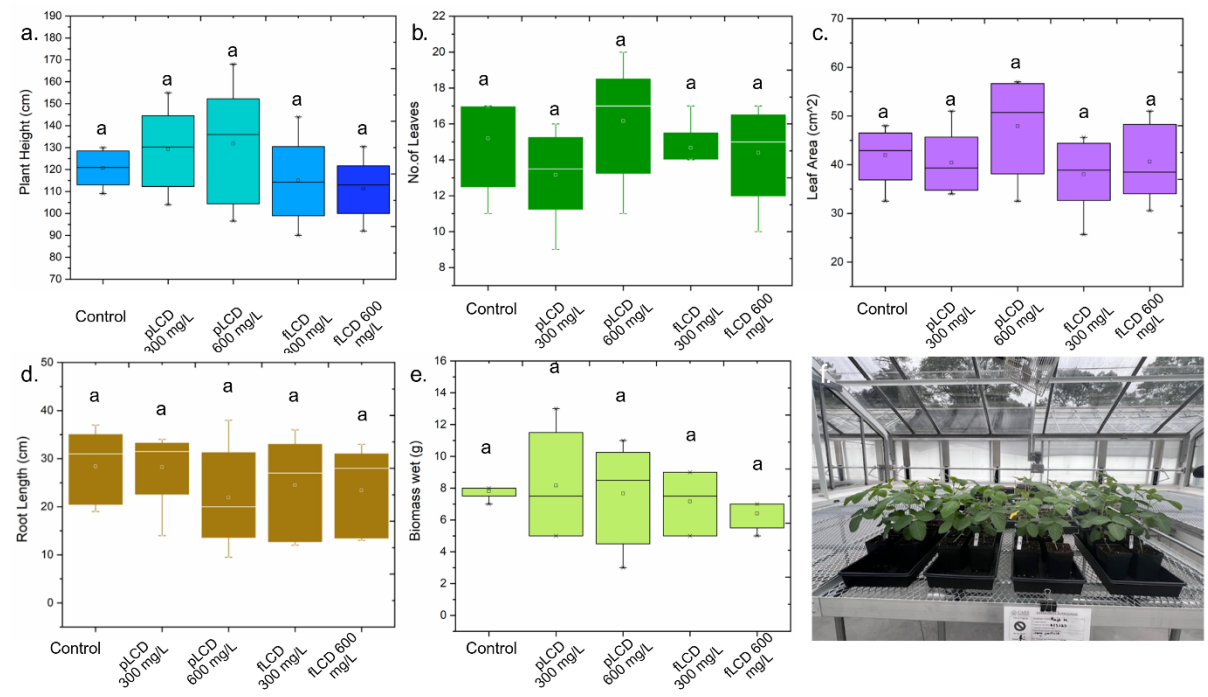 a.
Plant Height (cm)
190
180
170
160
150
140
130
120
110
100
90
80
70
a
a
a
a
a
Control
pLCD
300 mg/L
pLCD
600 mg/L
fLCD
300 mg/L
fLCD 600
mg/L
b.
No.of Leaves
22
20
18
16
14
12
10
8
a
a
a
a
a
Control
pLCD
300 mg/L
pLCD
600 mg/L
fLCD
300 mg/L
fLCD 600
mg/L
c.
Leaf Area (cm^2)
70
60
50
40
30
20
a
a
a
a
a
Control
pLCD
300 mg/L
pLCD
600 mg/L
fLCD
300 mg/L
fLCD 600
mg/L
d.
Root Length (cm)
50
40
30
20
10
0
a
a
a
a
a
Control
pLCD
300 mg/L
pLCD
600 mg/L
fLCD
300 mg/L
fLCD 600
mg/L
e.
Biomass wet (g)
16
14
12
10
8
6
4
2
0
a
a
a
a
a
Control
pLCD
300 mg/L
pLCD
600 mg/L
fLCD
300 mg/L
fLCD 600
mg/L
f.